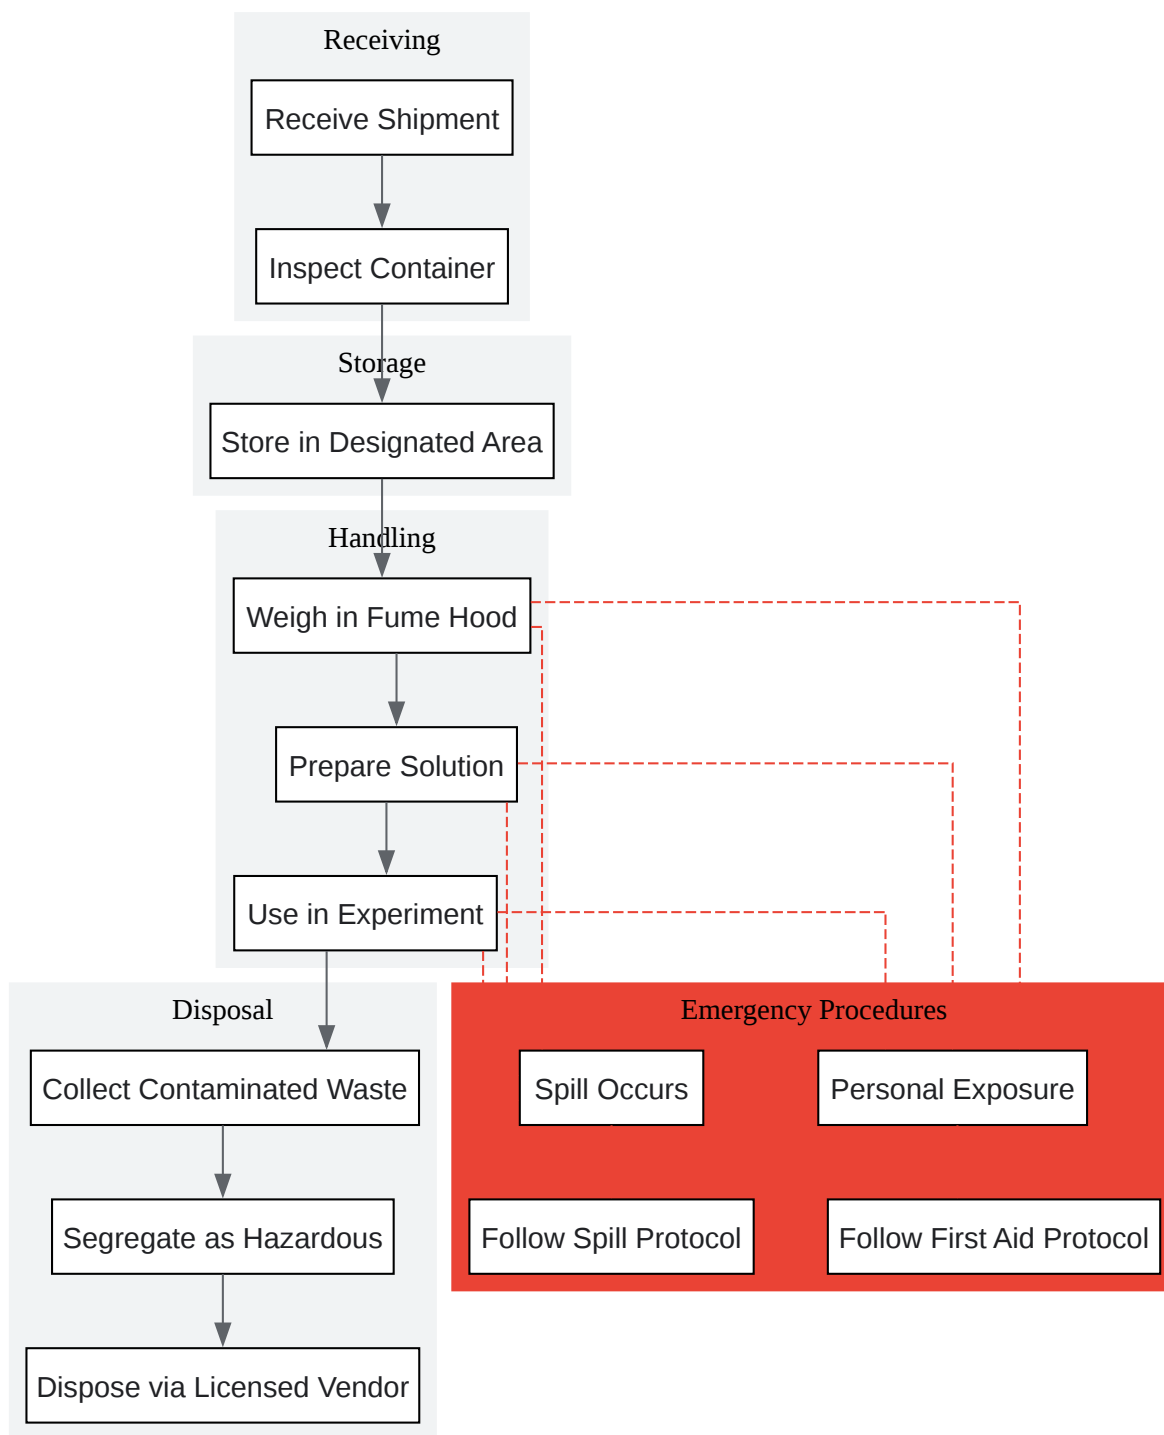 Receiving
Receive Shipment
Inspect Container
Storage
Store in Designated Area
Handling
Weigh in Fume Hood
Prepare Solution
Use in Experiment
Disposal
Collect Contaminated Waste
Segregate as Hazardous
Dispose via Licensed Vendor
Emergency Procedures
Spill Occurs
Personal Exposure
Follow Spill Protocol
Follow First Aid Protocol